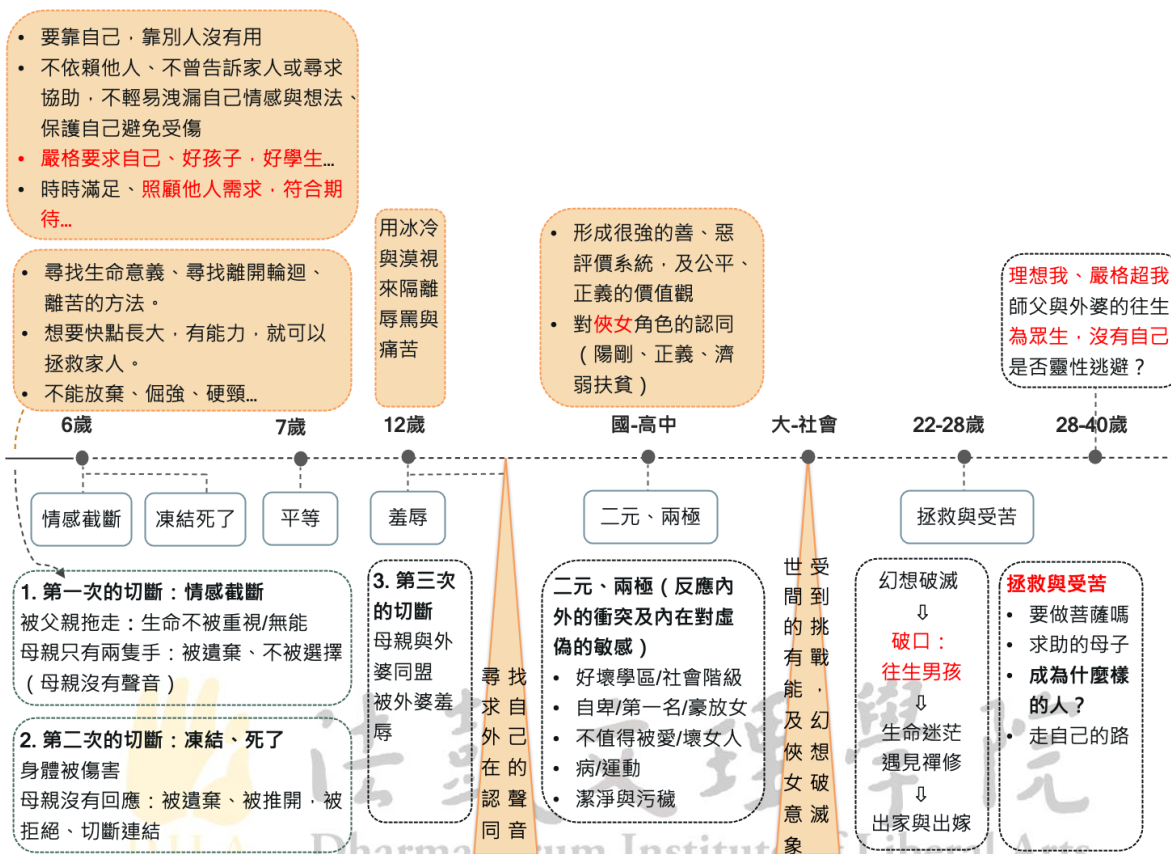 • 要靠自己，靠別人沒有用
• 不依賴他人、不曾告訴家人或尋求
協助，不輕易洩漏自己情感與想法、
保護自己避免受傷
• 嚴格要求自己、好孩子，好學生…
• 時時滿足、照顧他人需求，符合期
待…
• 尋找生命意義、尋找離開輪迴、
離苦的方法。
• 想要快點長大，有能力，就可以
拯救家人。
• 不能放棄、倔強、硬頸…
用冰冷
與漠視
來隔離
辱罵與
痛苦
• 形成很強的善、惡
評價系統，及公平、
正義的價值觀
• 對俠女角色的認同
（陽剛、正義、濟
弱扶貧）
理想我、嚴格超我
師父與外婆的往生
為眾生，沒有自己
是否靈性逃避？
6歲
7歲
12歲
國-高中
大-社會
22-28歲
28-40歲
情感截斷
凍結死了
平等
羞辱
二元、兩極
拯救與受苦
1. 第一次的切斷：情感截斷
被父親拖走：生命不被重視/無能
母親只有兩隻手：被遺棄、不被選擇
（母親沒有聲音）
2. 第二次的切斷：凍結、死了
身體被傷害
母親沒有回應：被遺棄、被推開，被
拒絕、切斷連結
3. 第三次
的切斷
母親與外
婆同盟
被外婆羞
辱
找自己的聲音
尋求外在認同
二元、兩極（反應內
外的衝突及內在對虛
偽的敏感）
• 好壞學區/社會階級
• 自卑/第一名/豪放女
• 不值得被愛/壞女人
• 病/運動
• 潔淨與污穢
受到挑戰，幻想破滅
世間的有能及俠女意象
幻想破滅
⇩
破口：
往生男孩
⇩
生命迷茫
遇見禪修
⇩
出家與出嫁
拯救與受苦
• 要做菩薩嗎
• 求助的母子
• 成為什麼樣
的人？
• 走自己的路
法鼓文理學院
DILA Dharma Drum Institute of Liberal Arts